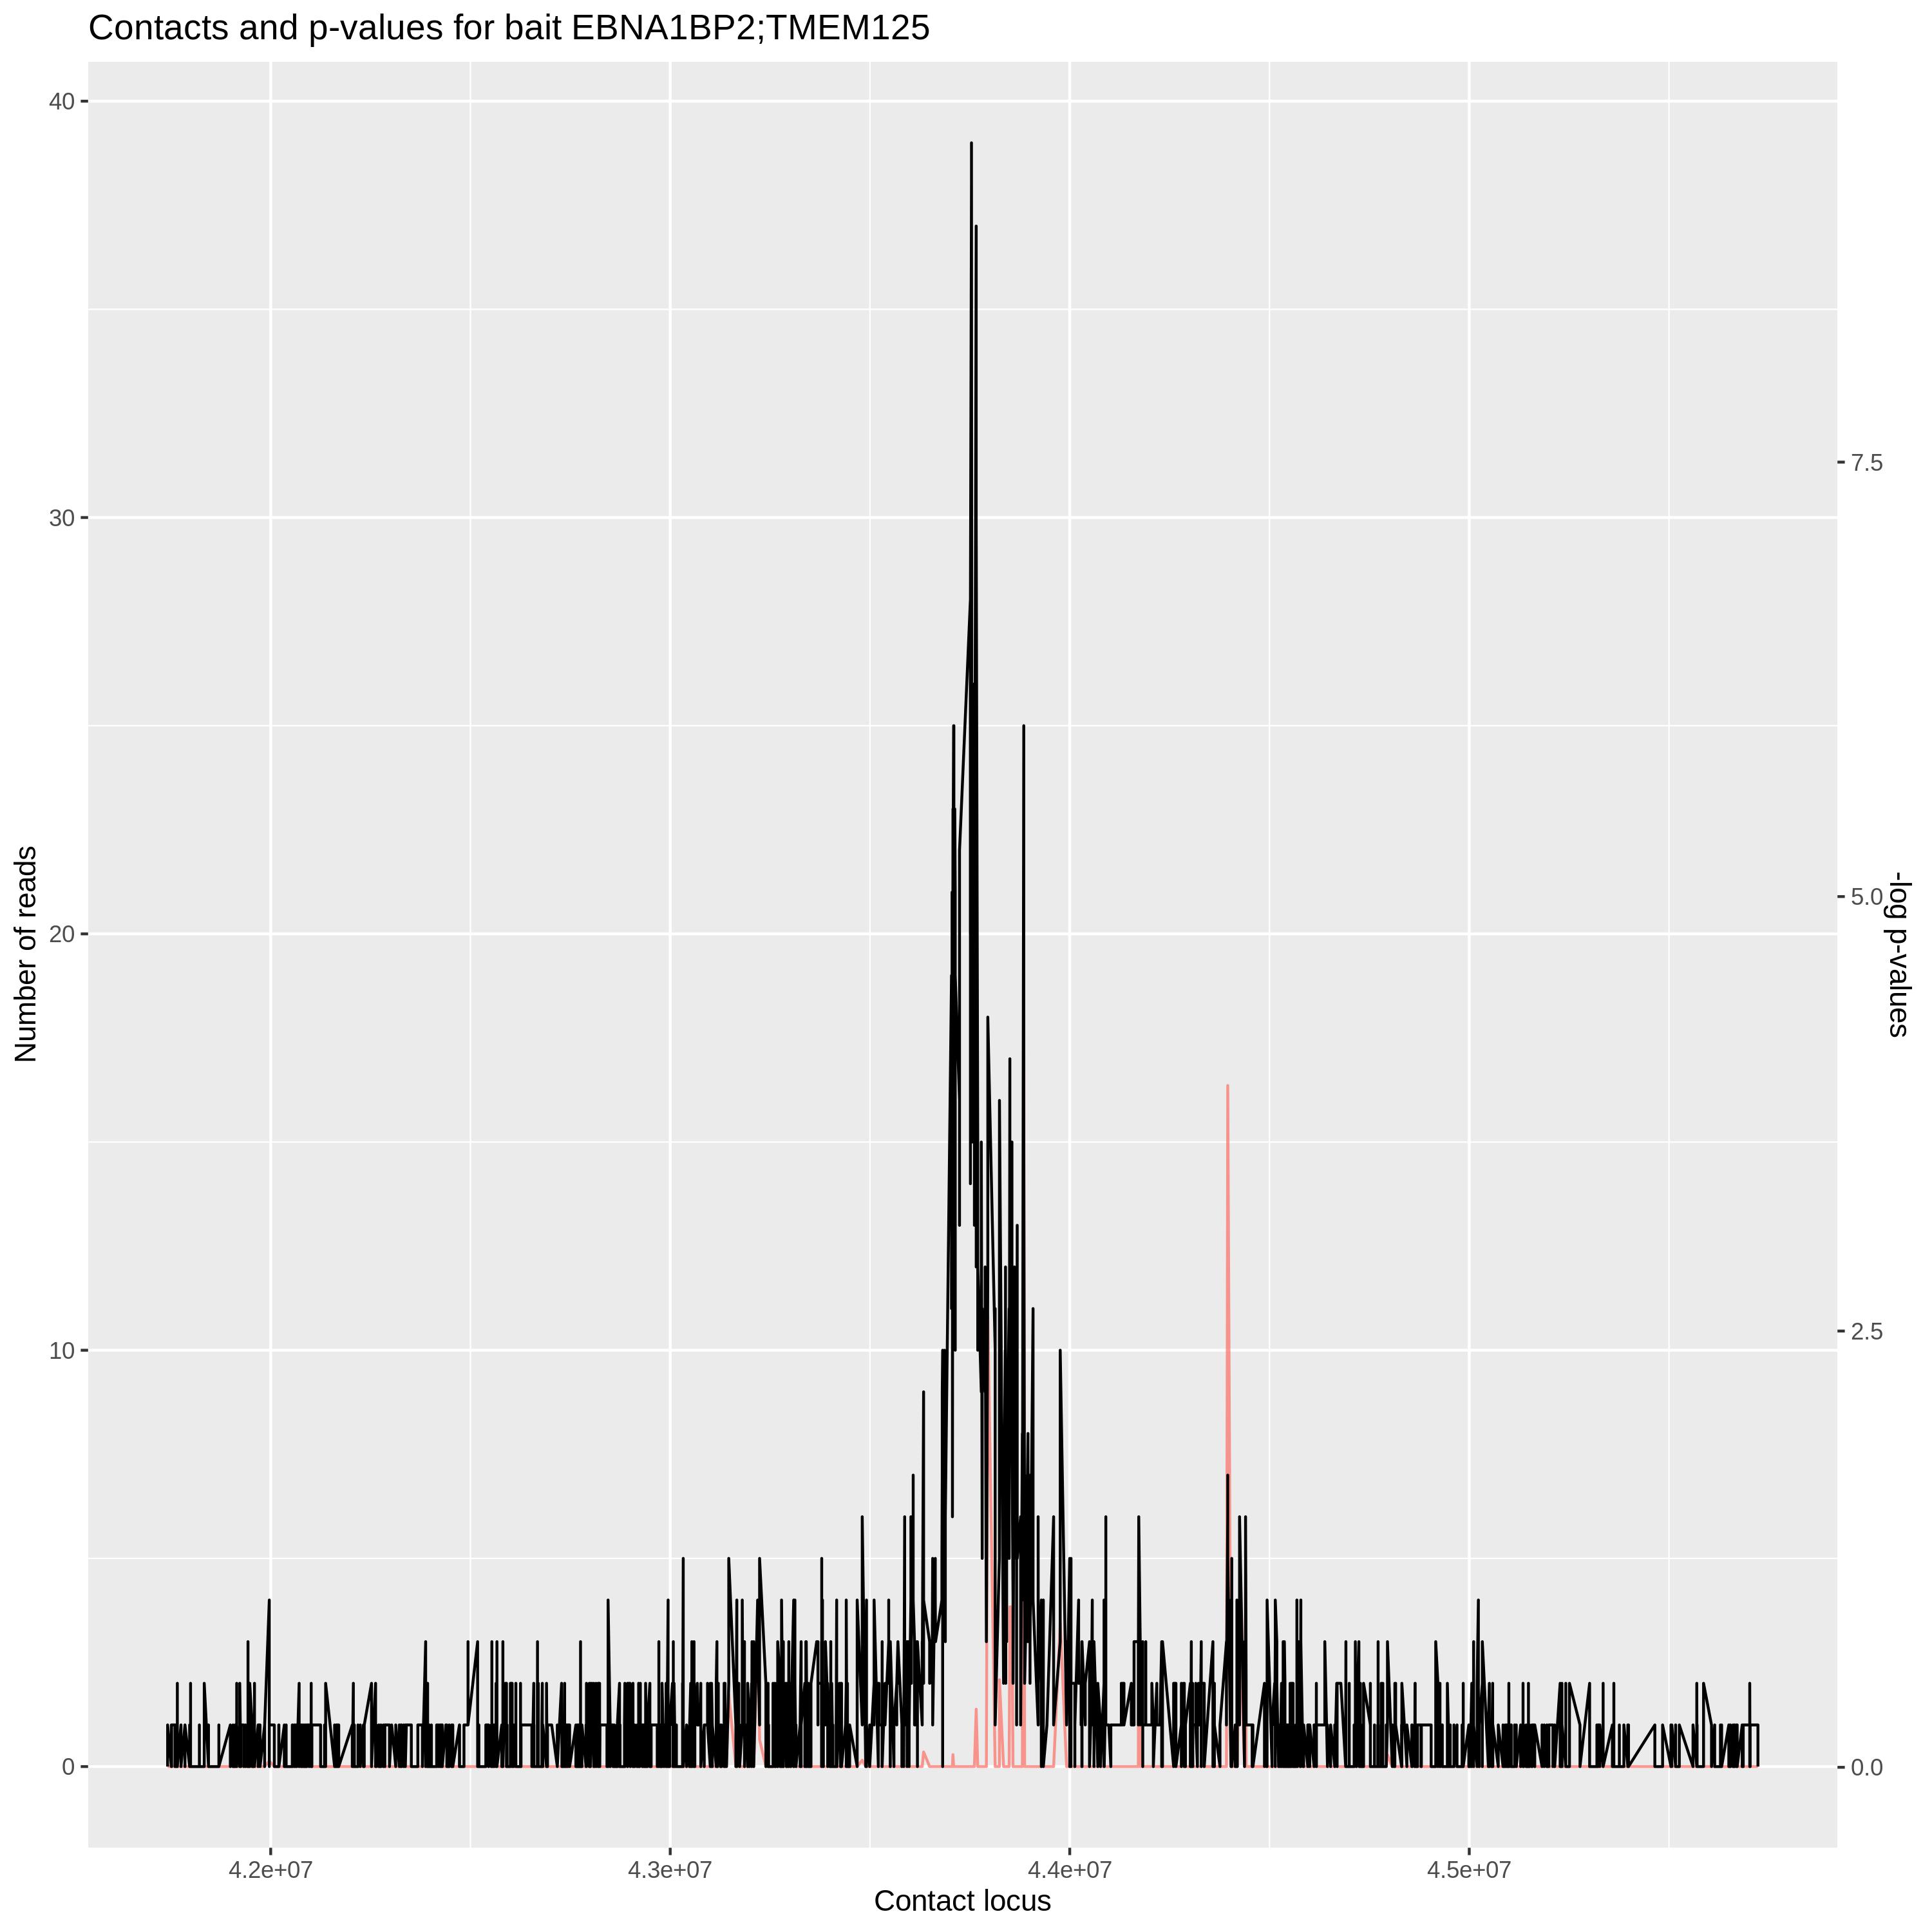 Contacts and p-values for bait EBNA1BP2;TMEM125
40
30
20
10
0
Number of reads
7.5
5.0
2.5
0.0
-log p-values
4.2e+07
4.3e+07
4.4e+07
4.5e+07
Contact locus